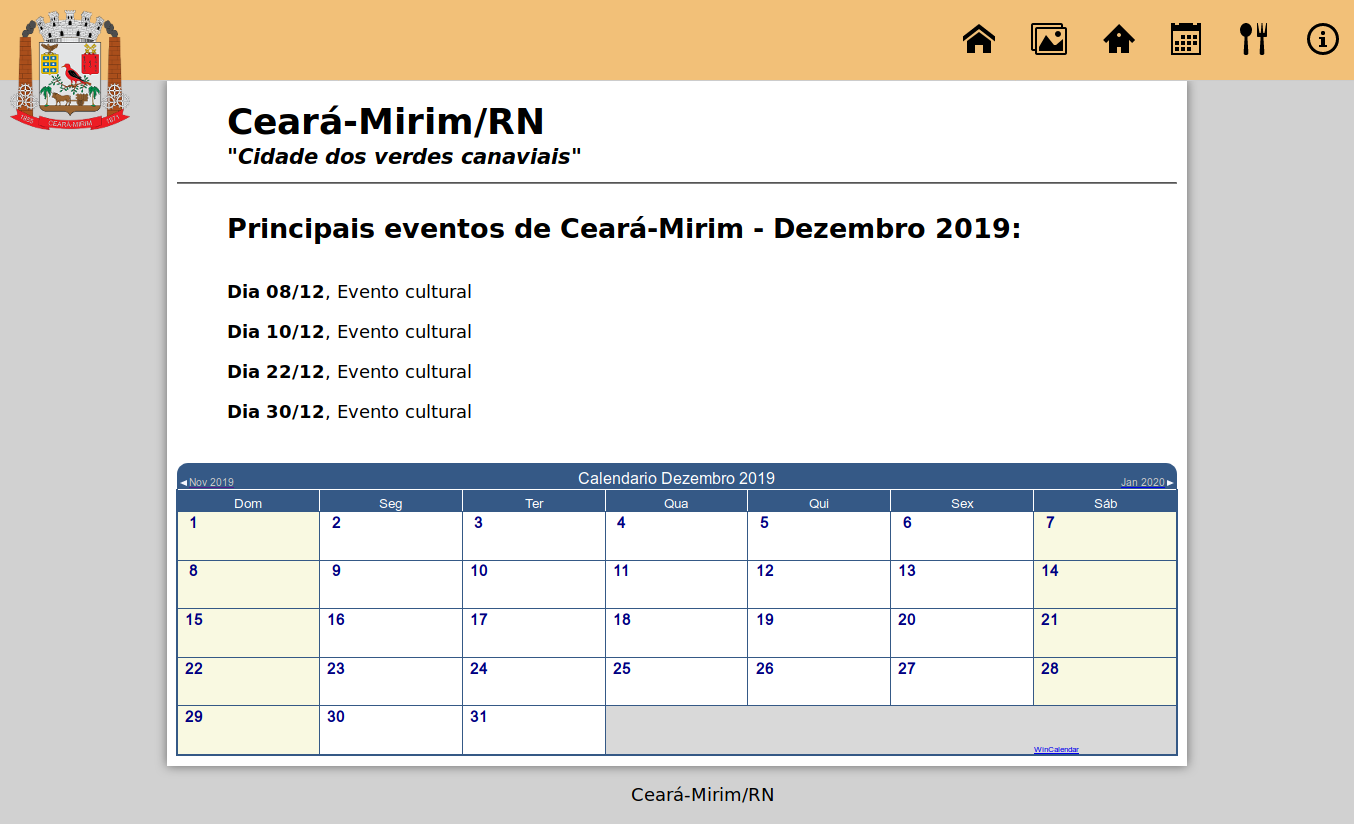 1855 CEARÁ-MIRIM 1871
Ceará-Mirim/RN
"Cidade dos verdes canaviais"
Principais eventos de Ceará-Mirim - Dezembro 2019:
Dia 08/12, Evento cultural
Dia 10/12, Evento cultural
Dia 22/12, Evento cultural
Dia 30/12, Evento cultural
◄Nov 2019 Calendario Dezembro 2019 Jan 2020►
Dom Seg Ter Qua Qui Sex Sáb
1 2 3 4 5 6 7
8 9 10 11 12 13 14
15 16 17 18 19 20 21
22 23 24 25 26 27 28
29 30 31
WinCalendar
Ceará-Mirim/RN